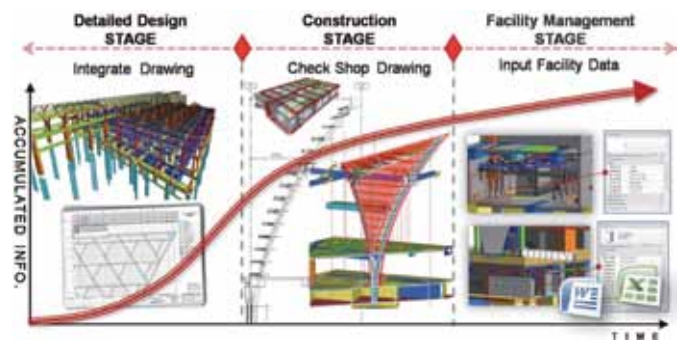 Detailed Design
STAGE
Construction
STAGE
Facility Management
STAGE
Integrate Drawing
Check Shop Drawing
Input Facility Data
ACCUMULATED INFO.
TIME